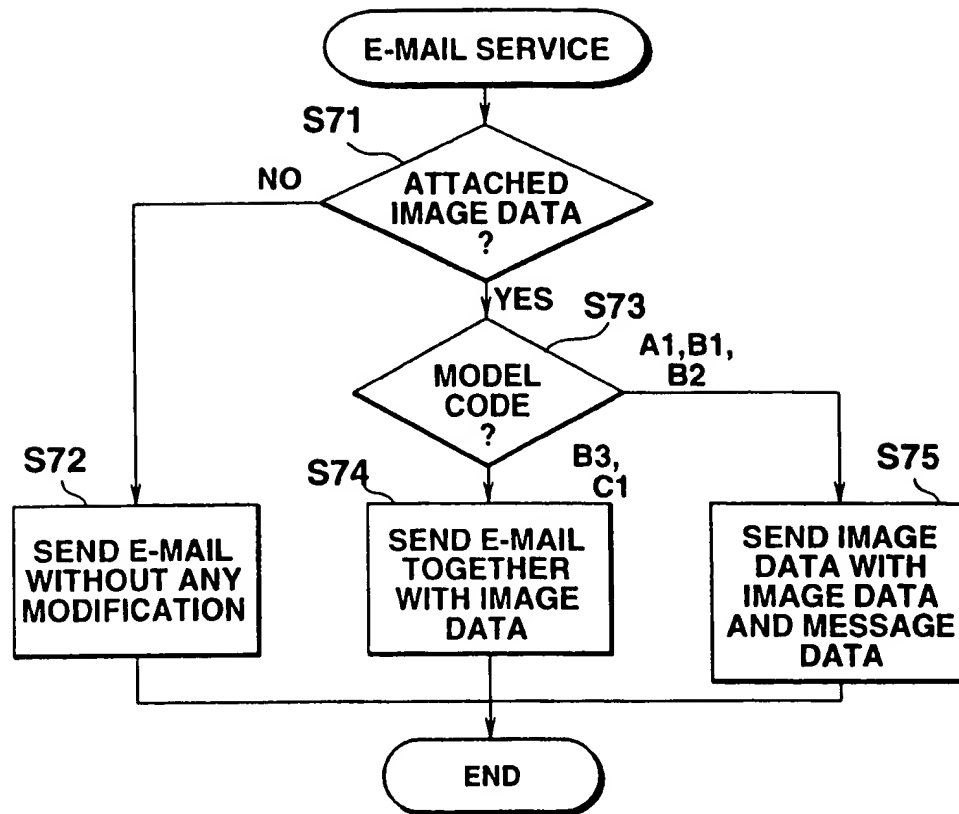 E-MAIL SERVICE
S71
NO
ATTACHED
IMAGE DATA
?
YES
S73
A1,B1,
B2
MODEL
CODE
?
B3,
C1
S72
SEND E-MAIL
WITHOUT ANY
MODIFICATION
S74
SEND E-MAIL
TOGETHER
WITH IMAGE
DATA
S75
SEND IMAGE
DATA WITH
IMAGE DATA
AND MESSAGE
DATA
END